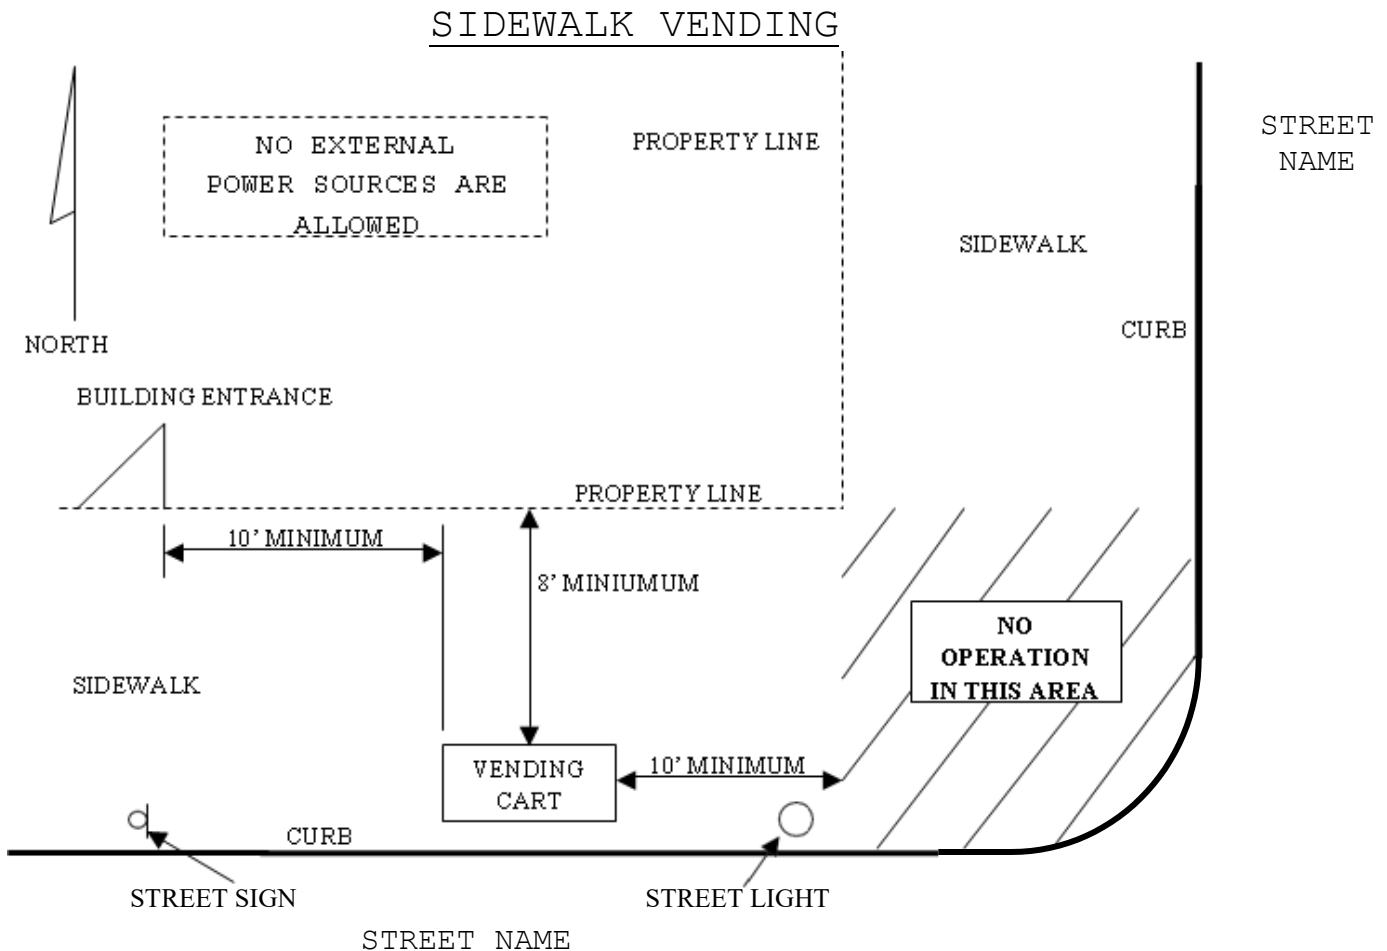 SIDEWALK VENDING
NO EXTERNAL
POWER SOURCES ARE
ALLOWED
PROPERTY LINE
STREET
NAME
SIDEWALK
CURB
NORTH
BUILDING ENTRANCE
PROPERTY LINE
10' MINIMUM
8' MINIUMUM
NO
OPERATION
IN THIS AREA
SIDEWALK
VENDING
CART
10' MINIMUM
CURB
STREET SIGN
STREET LIGHT
STREET NAME